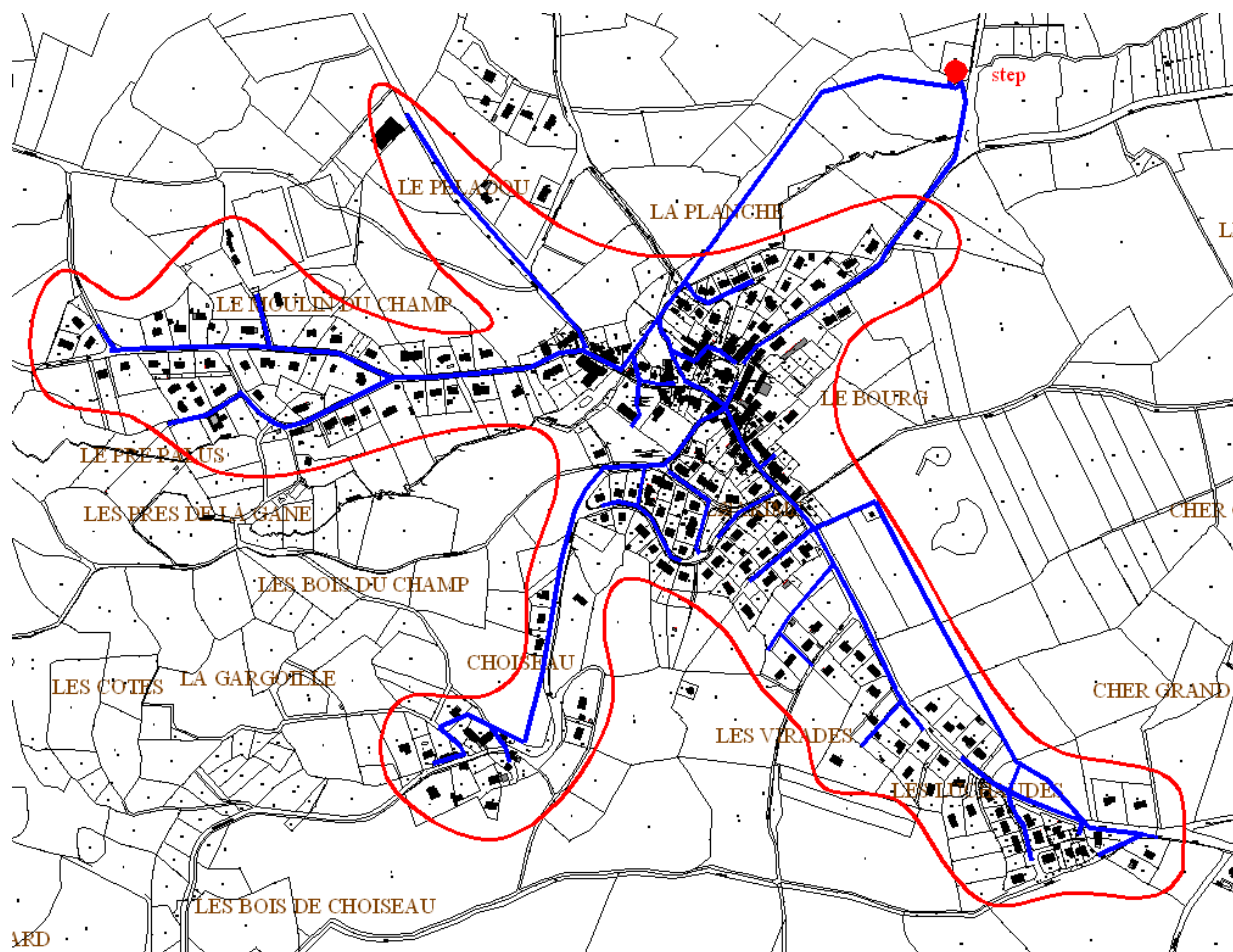 step
LE PELADOU
LA PLANCHE
LE MOULIN DU CHAMP
LE BOURG
LE PRE PALUS
LES PRES DE LA GANE
CHER
LES BOIS DU CHAMP
CHOISEAU
LA GARGOILLE
LES COTES
CHER GRAND
LES VIRADES
LES BOIS DE CHOISEAU
ARD